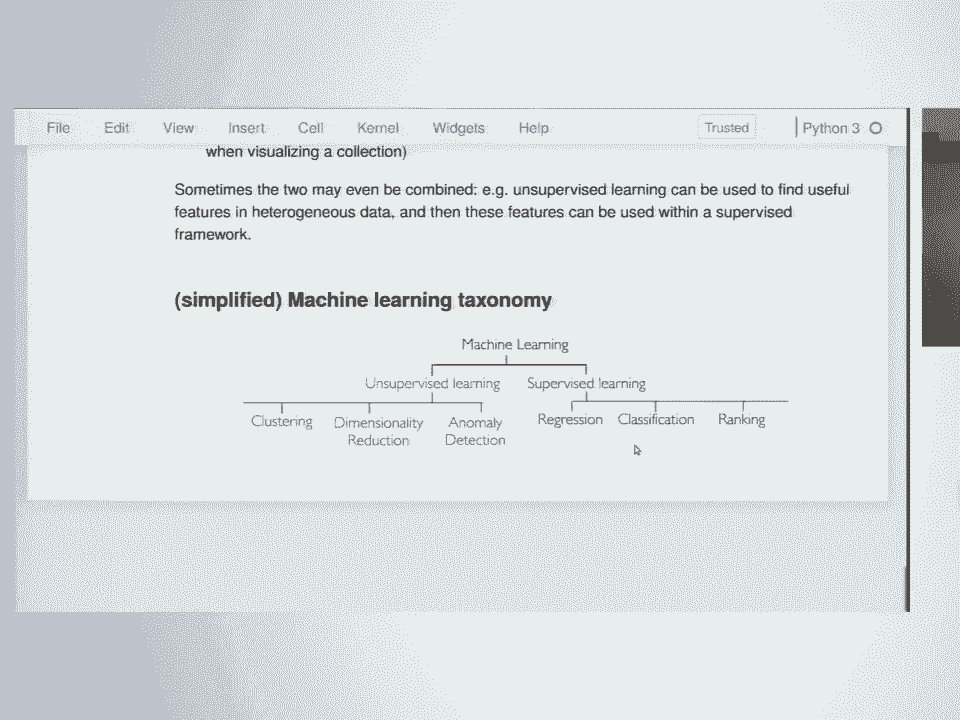 File Edit View Insert Cell Kernel Widgets Help Trusted Python 3
when visualizing a collection)
Sometimes the two may even be combined: e.g. unsupervised learning can be used to find useful
features in heterogeneous data, and then these features can be used within a supervised
framework.
(simplified) Machine learning taxonomy
Machine Learning
Unsupervised learning Supervised learning
Clustering Dimensionality Anomaly Regression Classification Ranking
Reduction Detection